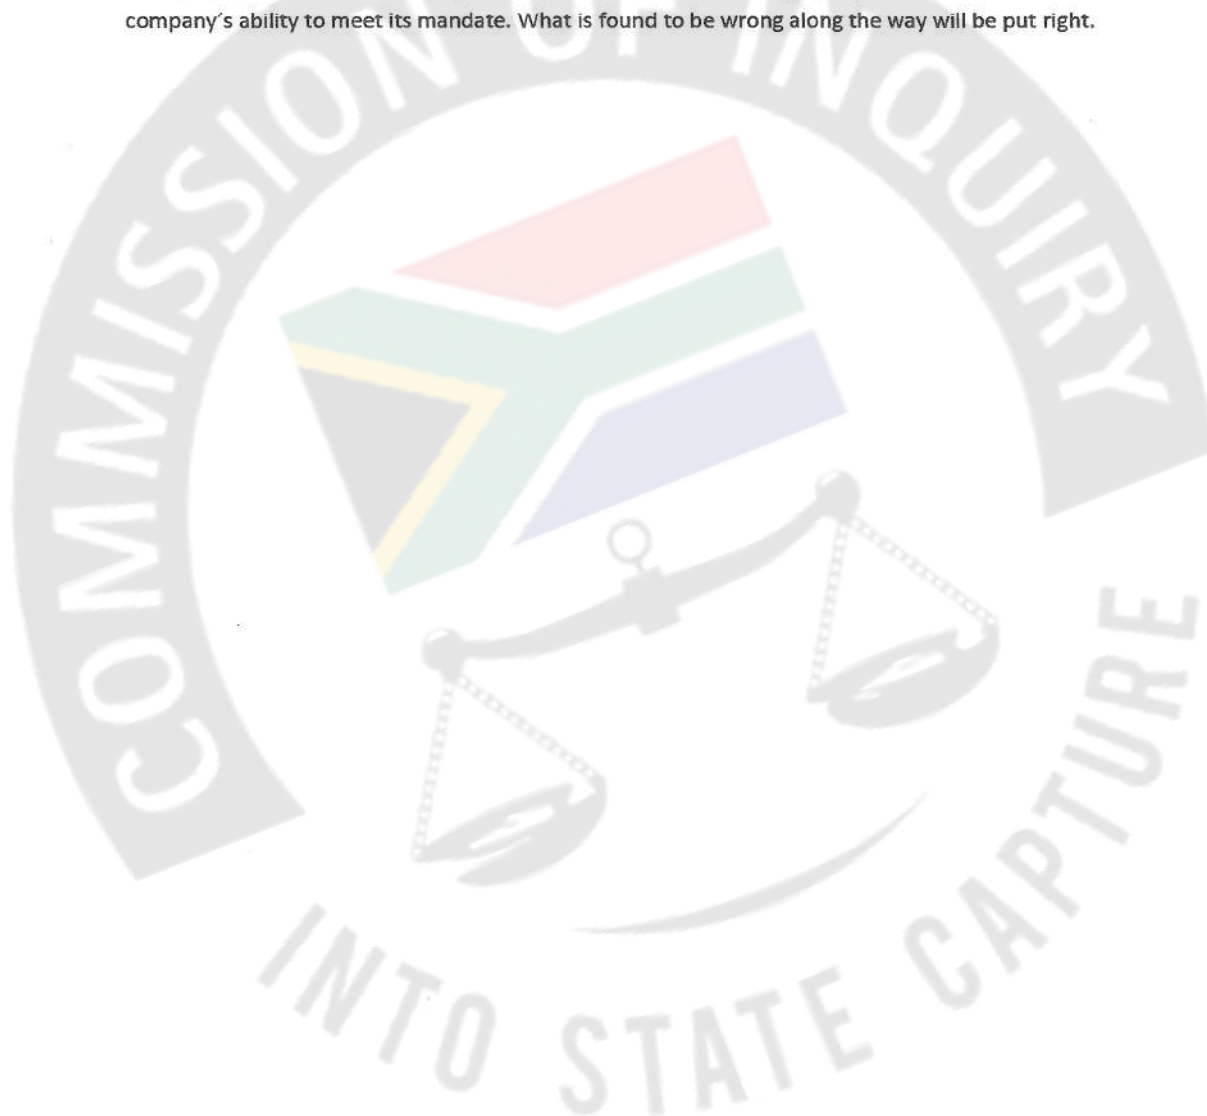 company's ability to meet its mandate. What is found to be wrong along the way will be put right.
COMMISSION OF INQUIRY
INTO STATE CAPTURE